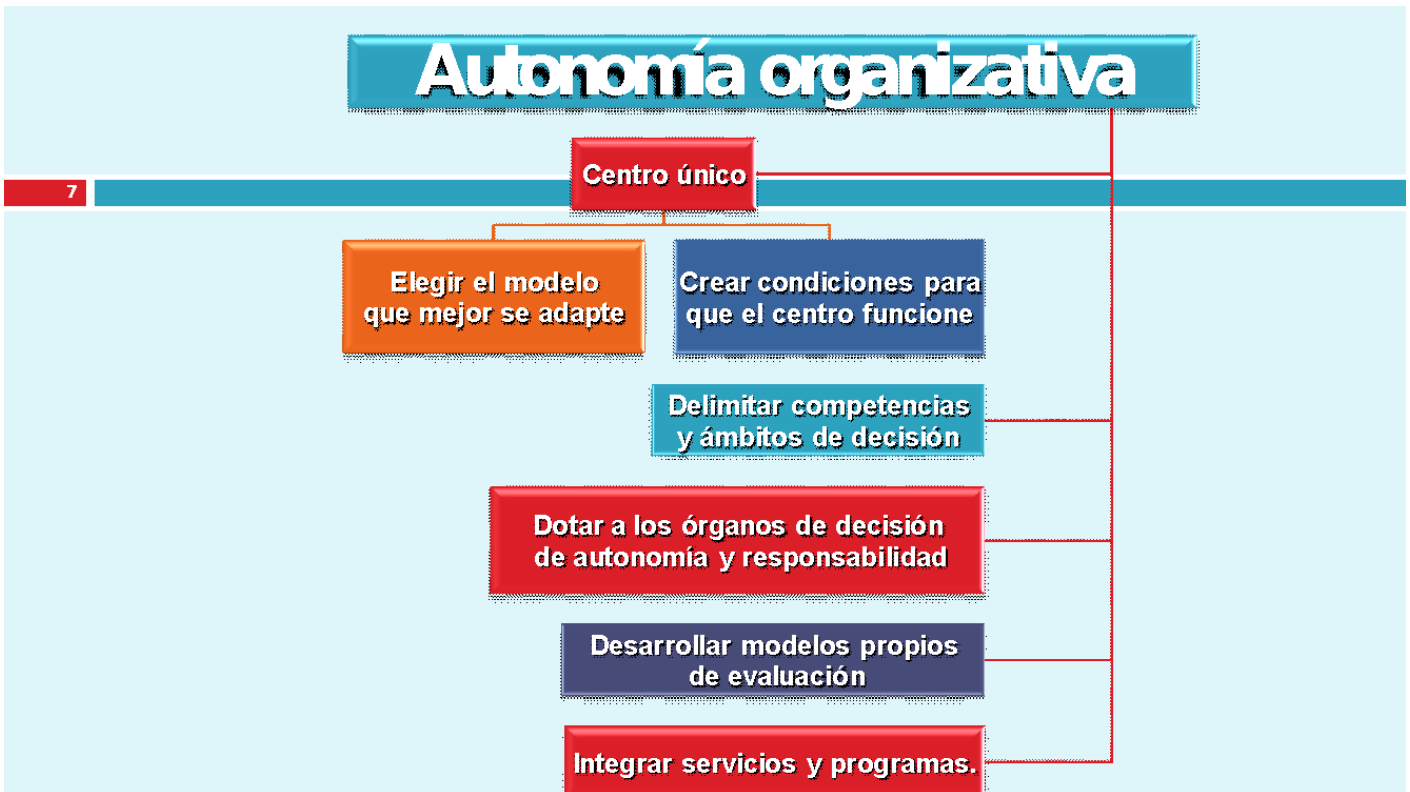 Autonomía organizativa
Centro único
7
Elegir el modelo
que mejor se adapte
Crear condiciones para
que el centro funcione
Delimitar competencias
y ámbitos de decisión
Dotar a los órganos de decisión
de autonomía y responsabilidad
Desarrollar modelos propios
de evaluación
Integrar servicios y programas.